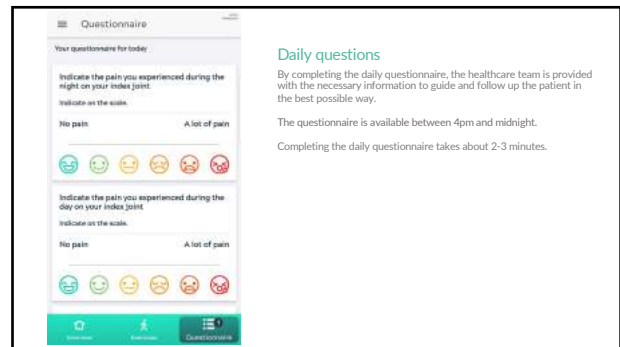 Questionnaire
Your questionnaire for today
Indicate the pain you experienced during the
night on your index joint
Indicate on the scale.
No pain
A lot of pain
Indicate the pain you experienced during the
day on your index joint
Indicate on the scale.
No pain
A lot of pain
Questionnaire
Daily questions
By completing the daily questionnaire, the healthcare team is provided
with the necessary information to guide and follow up the patient in
the best possible way.
The questionnaire is available between 4pm and midnight.
Completing the daily questionnaire takes about 2-3 minutes.